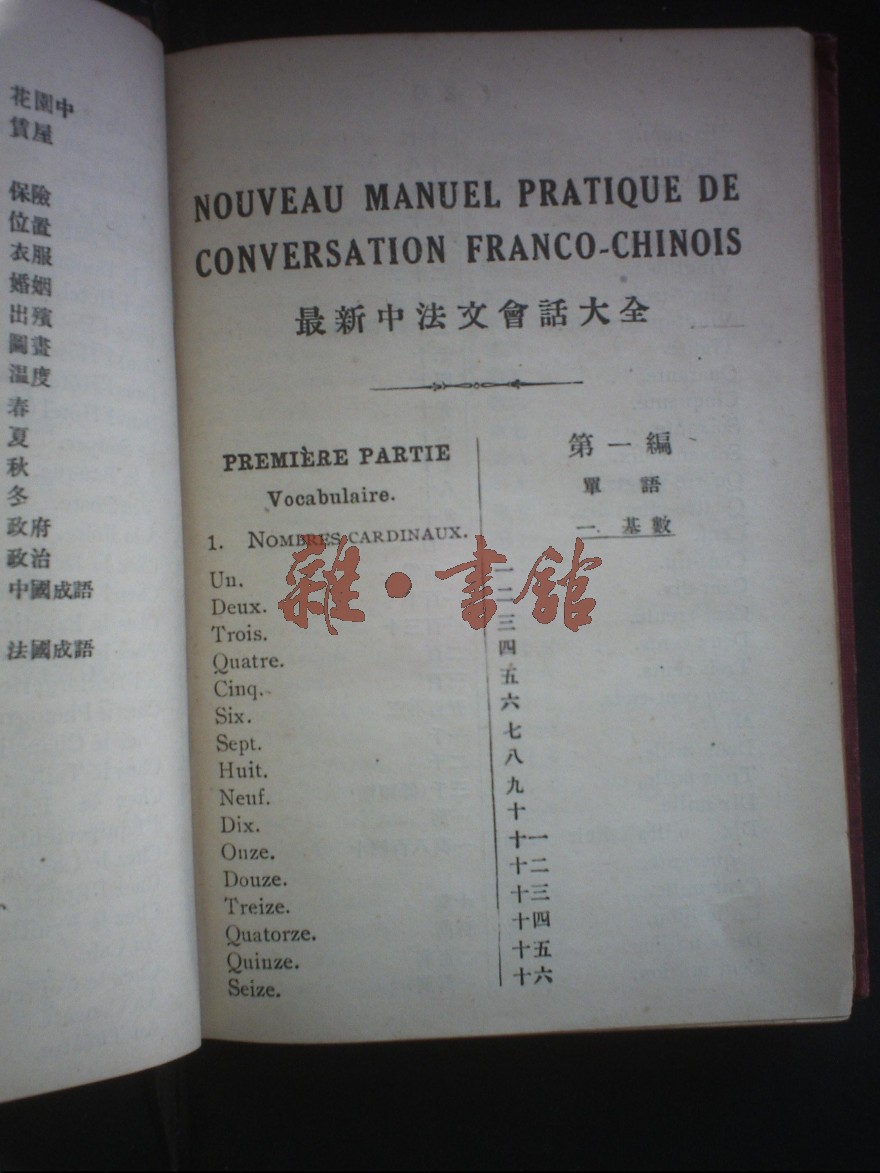 花園中
賃屋
保險
位置
衣服
婚姻
出殯
圖畫
温度
春
夏
秋
冬
政府
政治
中國成語
法國成語
NOUVEAU MANUEL PRATIQUE DE
CONVERSATION FRANCO-CHINOIS
最新中法文會話大全
PREMIÈRE PARTIE 第一編
Vocabulaire. 單語
1. NOMBRES CARDINAUX. 一. 基數
雜·書館
Un. 一
Deux. 二
Trois. 三
Quatre. 四
Cinq. 五
Six. 六
Sept. 七
Huit. 八
Neuf. 九
Dix. 十
Onze. 十一
Douze. 十二
Treize. 十三
Quatorze. 十四
Quinze. 十五
Seize. 十六